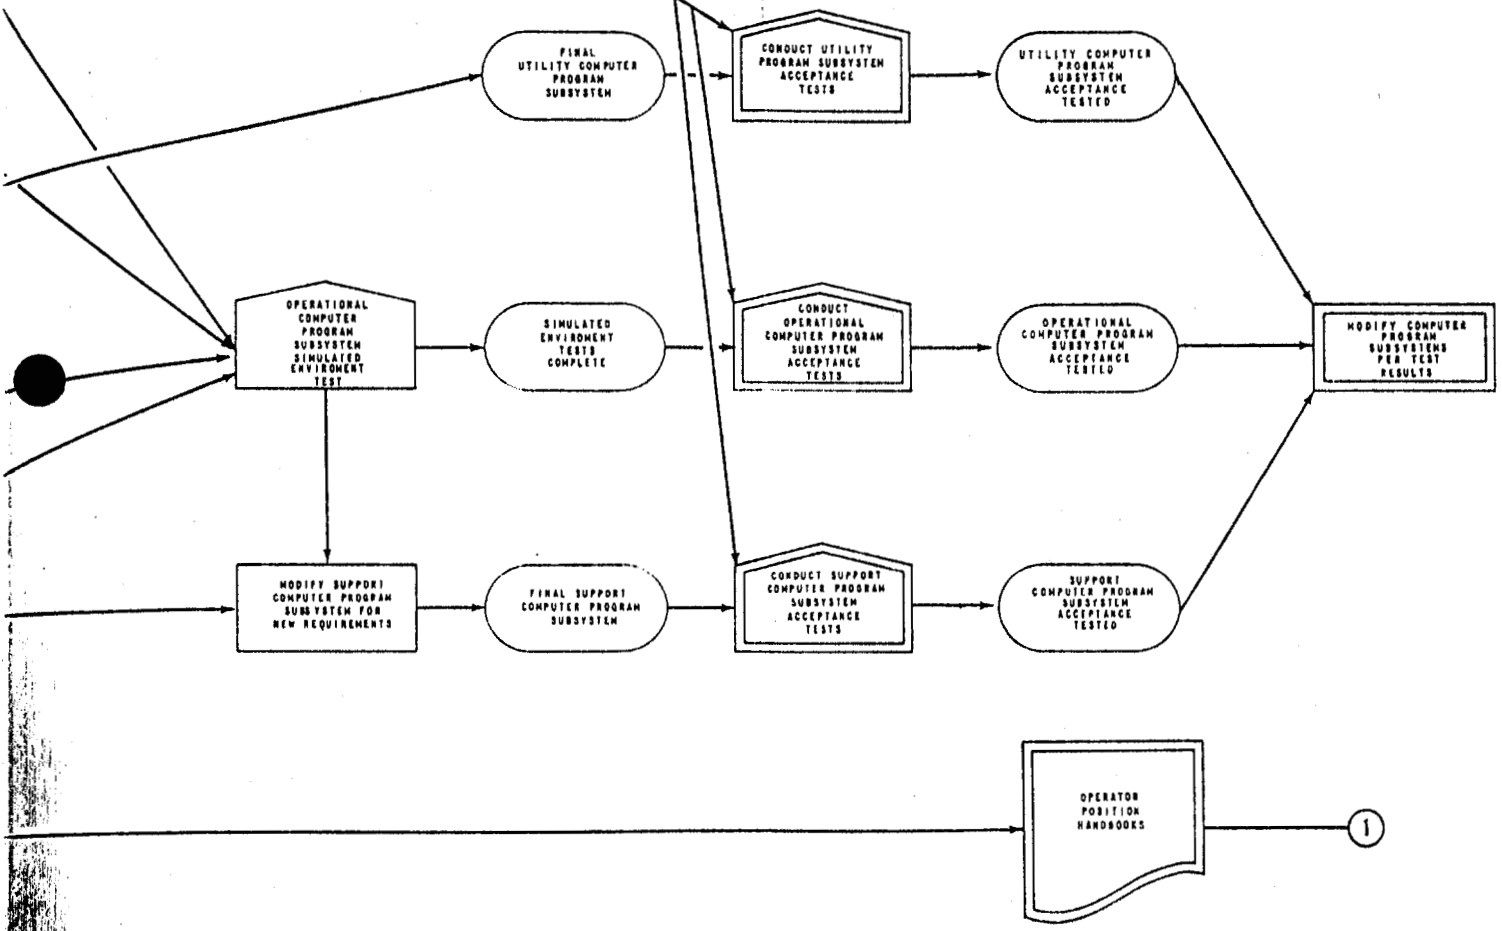 FINAL
UTILITY COMPUTER
PROGRAM
SUBSYSTEM
CONDUCT UTILITY
PROGRAM SUBSYSTEM
ACCEPTANCE
TESTS
UTILITY COMPUTER
PROGRAM
SUBSYSTEM
ACCEPTANCE
TESTED
OPERATIONAL
COMPUTER
PROGRAM
SUBSYSTEM
SIMULATED
ENVIROMENT
TEST
SIMULATED
ENVIROMENT
TESTS
COMPLETE
CONDUCT
OPERATIONAL
COMPUTER PROGRAM
SUBSYSTEM
ACCEPTANCE
TESTS
OPERATIONAL
COMPUTER PROGRAM
SUBSYSTEM
ACCEPTANCE
TESTED
MODIFY COMPUTER
PROGRAM
SUBSYSTEMS
PER TEST
RESULTS
MODIFY SUPPORT
COMPUTER PROGRAM
SUBSYSTEM FOR
NEW REQUIREMENTS
FINAL SUPPORT
COMPUTER PROGRAM
SUBSYSTEM
CONDUCT SUPPORT
COMPUTER PROGRAM
SUBSYSTEM
ACCEPTANCE
TESTS
SUPPORT
COMPUTER PROGRAM
SUBSYSTEM
ACCEPTANCE
TESTED
OPERATOR
POSITION
HANDBOOKS
1